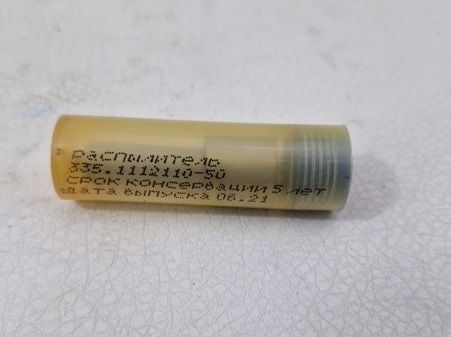 Распылитель
335.1112110-50
СРОК КОНСЕРВАЦИИ 5 лет
Дата выпуска 06.21